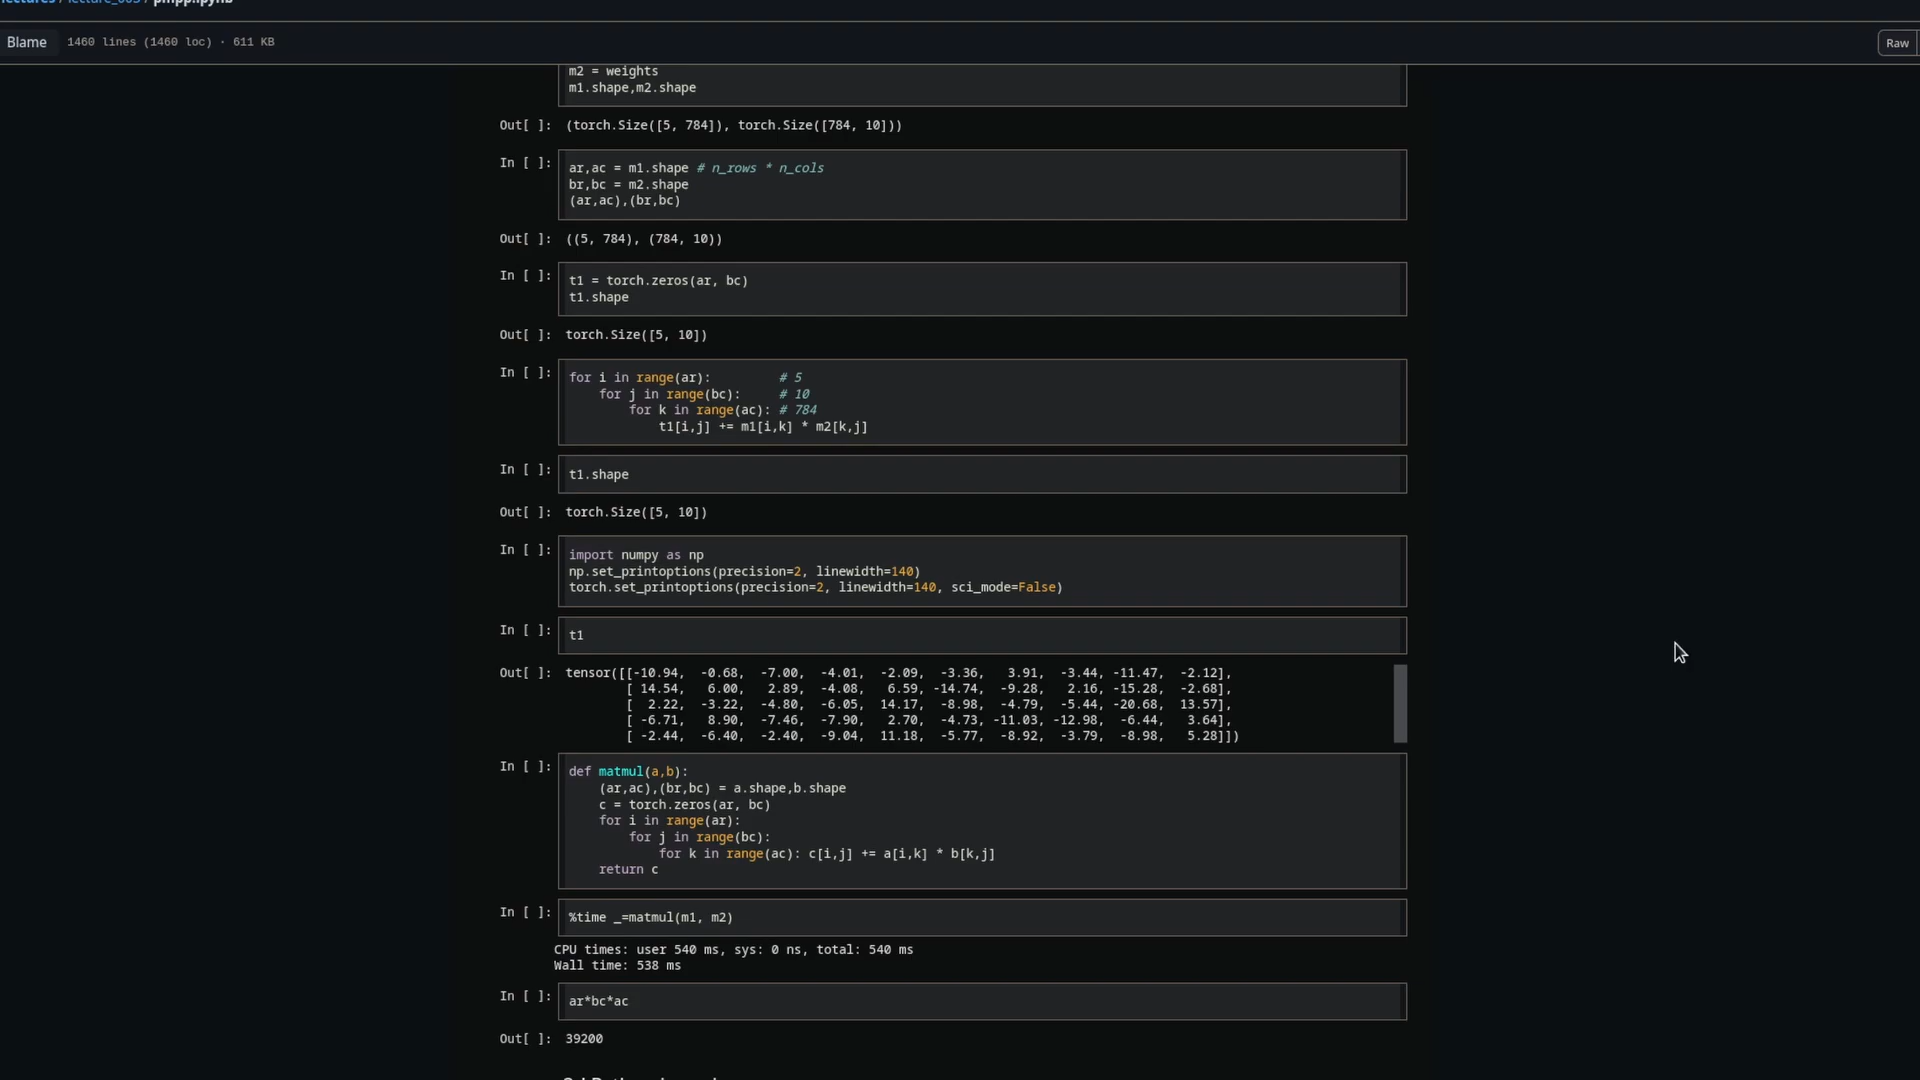 lectures / lecture_003 / pmpp.ipynb
Blame 1460 lines (1460 loc) · 611 KB Raw
m2 = weights
m1.shape,m2.shape
Out[ ]: (torch.Size([5, 784]), torch.Size([784, 10]))
In [ ]: ar,ac = m1.shape # n_rows * n_cols
br,bc = m2.shape
(ar,ac),(br,bc)
Out[ ]: ((5, 784), (784, 10))
In [ ]: t1 = torch.zeros(ar, bc)
t1.shape
Out[ ]: torch.Size([5, 10])
In [ ]: for i in range(ar):         # 5
    for j in range(bc):     # 10
        for k in range(ac): # 784
            t1[i,j] += m1[i,k] * m2[k,j]
In [ ]: t1.shape
Out[ ]: torch.Size([5, 10])
In [ ]: import numpy as np
np.set_printoptions(precision=2, linewidth=140)
torch.set_printoptions(precision=2, linewidth=140, sci_mode=False)
In [ ]: t1
Out[ ]: tensor([[-10.94,  -0.68,  -7.00,  -4.01,  -2.09,  -3.36,   3.91,  -3.44, -11.47,  -2.12],
        [ 14.54,   6.00,   2.89,  -4.08,   6.59, -14.74,  -9.28,   2.16, -15.28,  -2.68],
        [  2.22,  -3.22,  -4.80,  -6.05,  14.17,  -8.98,  -4.79,  -5.44, -20.68,  13.57],
        [ -6.71,   8.90,  -7.46,  -7.90,   2.70,  -4.73, -11.03, -12.98,  -6.44,   3.64],
        [ -2.44,  -6.40,  -2.40,  -9.04,  11.18,  -5.77,  -8.92,  -3.79,  -8.98,   5.28]])
In [ ]: def matmul(a,b):
    (ar,ac),(br,bc) = a.shape,b.shape
    c = torch.zeros(ar, bc)
    for i in range(ar):
        for j in range(bc):
            for k in range(ac): c[i,j] += a[i,k] * b[k,j]
    return c
In [ ]: %time _=matmul(m1, m2)
CPU times: user 540 ms, sys: 0 ns, total: 540 ms
Wall time: 538 ms
In [ ]: ar*bc*ac
Out[ ]: 39200